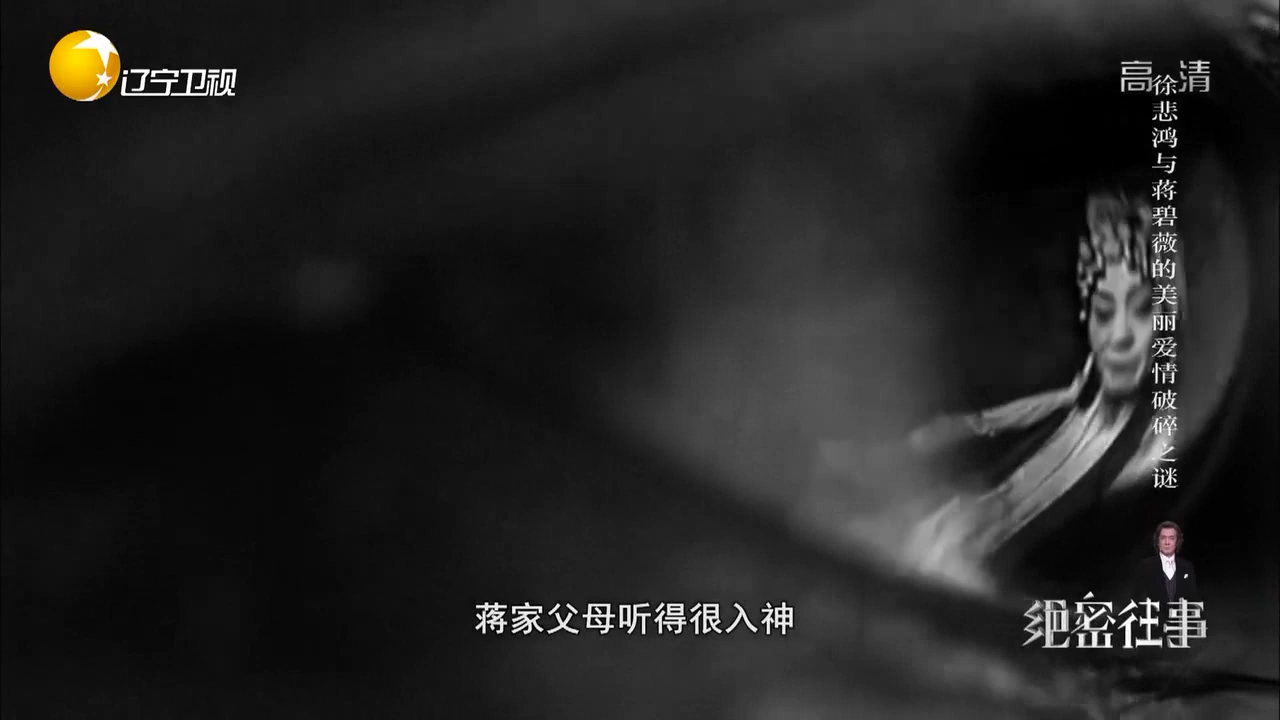 辽宁卫视
高清
徐悲鸿与蒋碧薇的美丽爱情破碎之谜
蒋家父母听得很入神
绝密往事